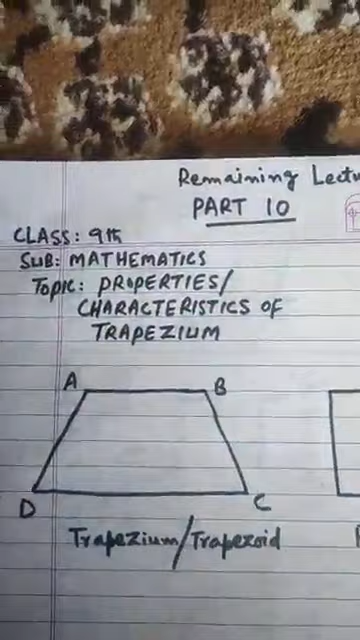 Remaining Lectu
PART 10
CLASS: 9th
SUB: MATHEMATICS
Topic: PROPERTIES/
CHARACTERISTICS OF
TRAPEZIUM
A
B
D
C
Trapezium/Trapezoid